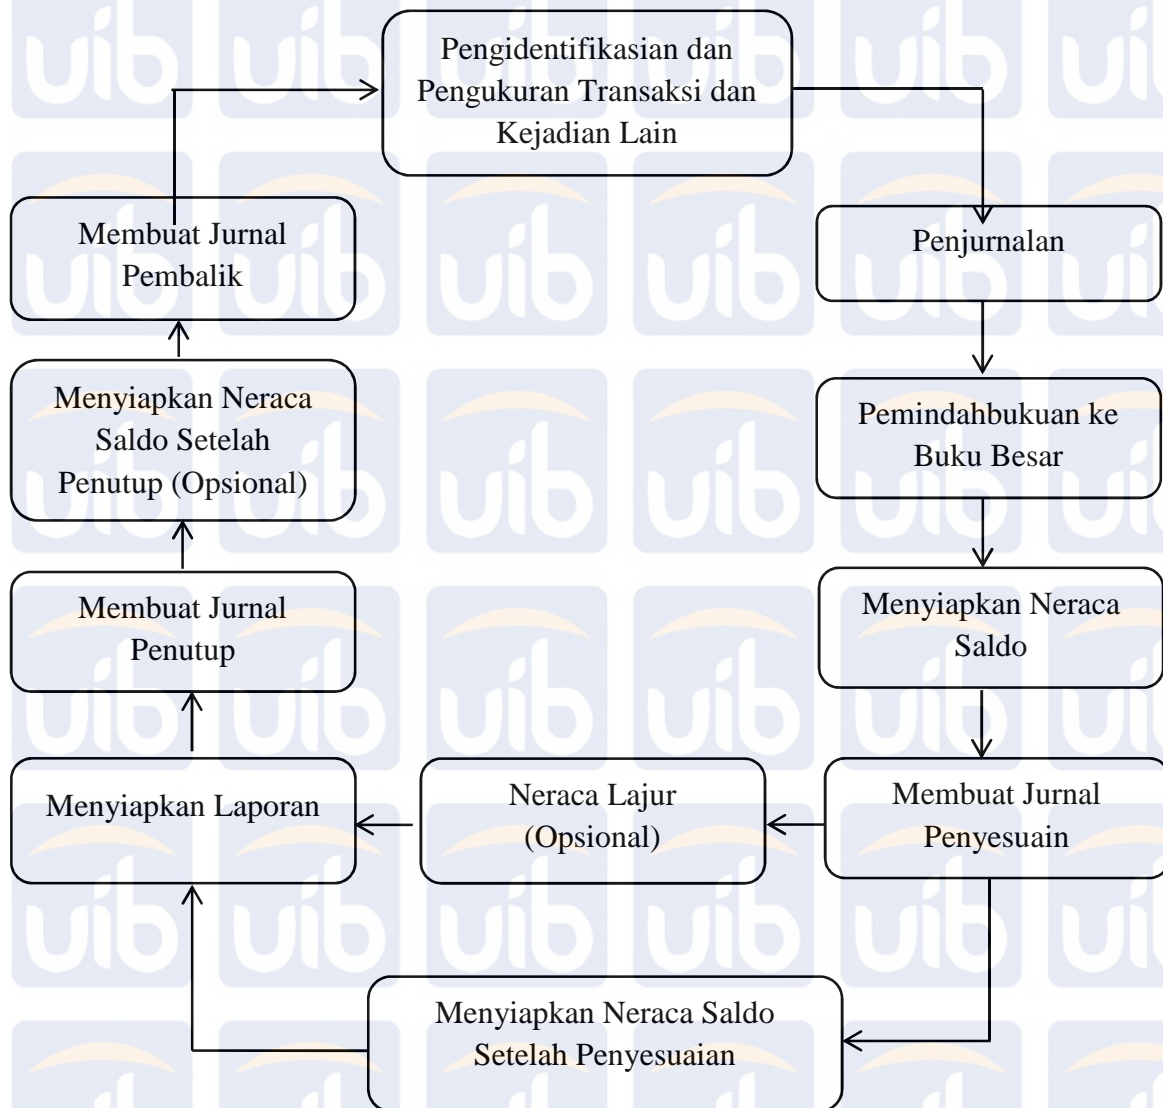 Pengidentifikasian dan
Pengukuran Transaksi dan
Kejadian Lain
Penjurnalan
Pemindahbukuan ke
Buku Besar
Menyiapkan Neraca
Saldo
Membuat Jurnal
Penyesuain
Neraca Lajur
(Opsional)
Menyiapkan Neraca Saldo
Setelah Penyesuaian
Menyiapkan Laporan
Membuat Jurnal
Penutup
Menyiapkan Neraca
Saldo Setelah
Penutup (Opsional)
Membuat Jurnal
Pembalik
uib